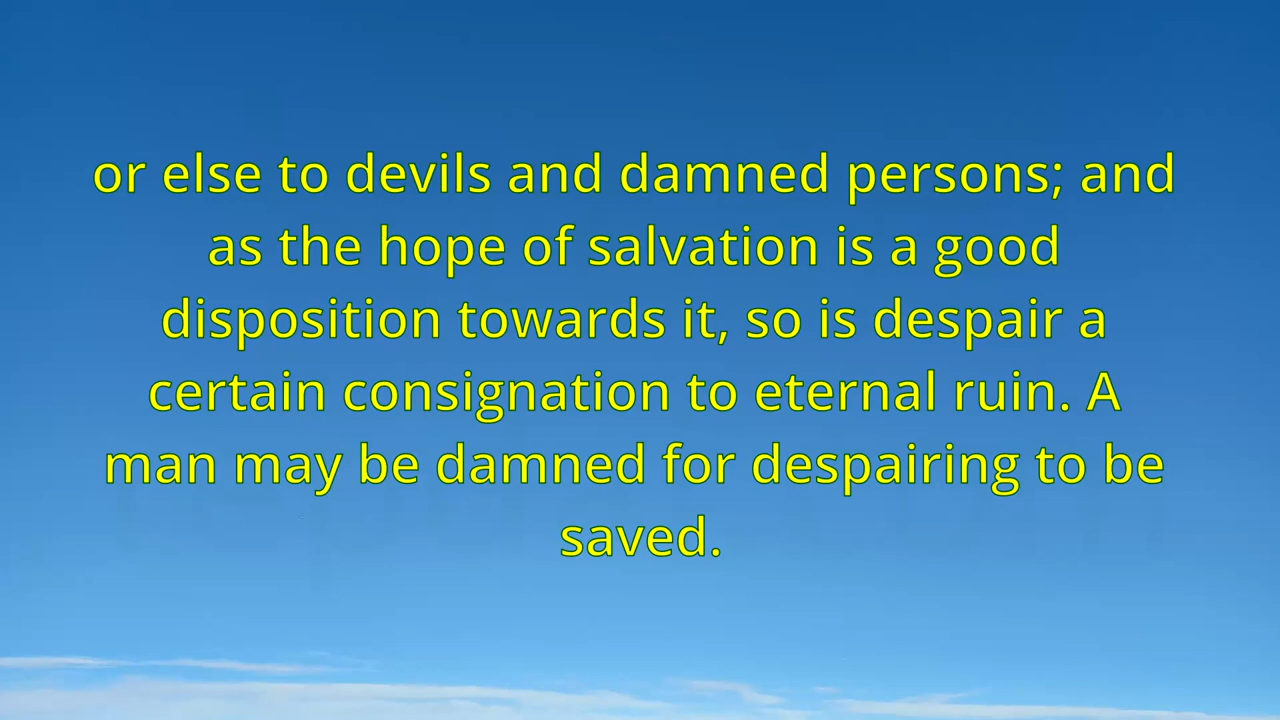 or else to devils and damned persons; and
as the hope of salvation is a good
disposition towards it, so is despair a
certain consignation to eternal ruin. A
man may be damned for despairing to be
saved.